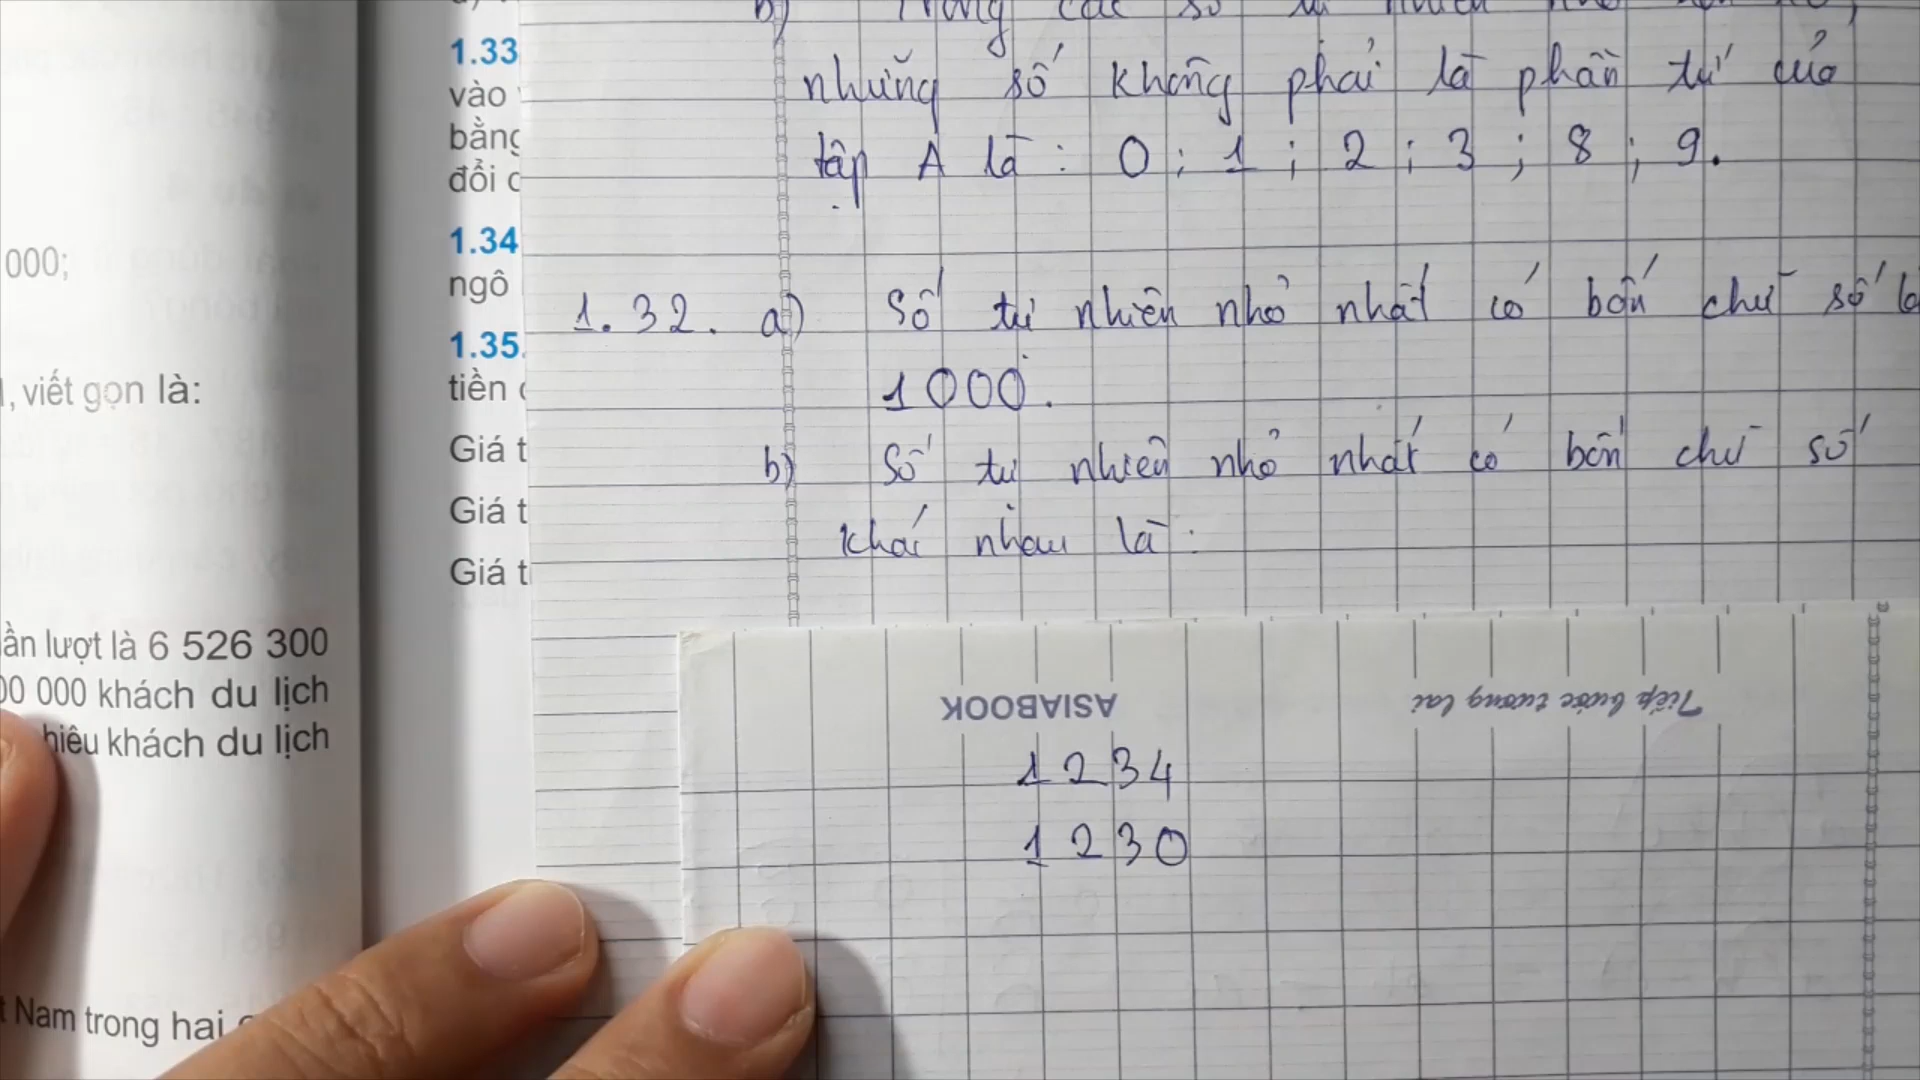 000;
, viết gọn là:
ần lượt là 6 526 300
00 000 khách du lịch
hiêu khách du lịch
t Nam trong hai
1.33
vào
bằng
đổi c
1.34
ngô
1.35.
tiền
Giá t
Giá t
Giá t
những số không phải là phần tử của
tập A là : 0 ; 1 ; 2 ; 3 ; 8 ; 9.
1.32. a) Số tự nhiên nhỏ nhất có bốn chữ số
1000.
b) Số tự nhiên nhỏ nhất có bốn chữ số
khác nhau là :
ASIABOOK
Tiếp bước tương lai
1234
1230